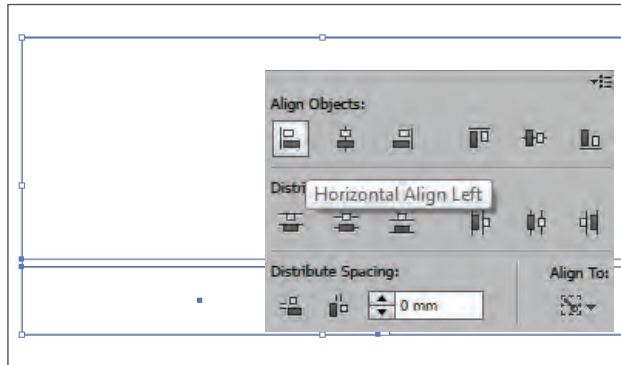 Align Objects:
Distri
Horizontal Align Left
Distribute Spacing:
Align To:
0 mm